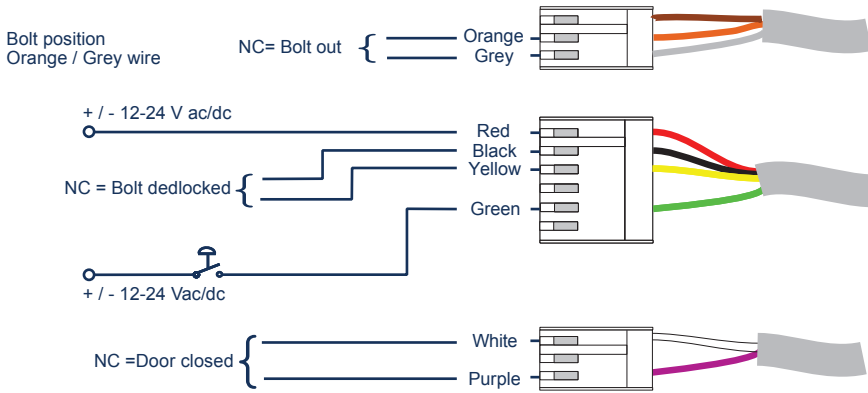 Bolt position
Orange / Grey wire
NC= Bolt out
Orange
Grey
+ / - 12-24 V ac/dc
Red
Black
Yellow
NC = Bolt dedlocked
Green
+ / - 12-24 Vac/dc
White
NC =Door closed
Purple